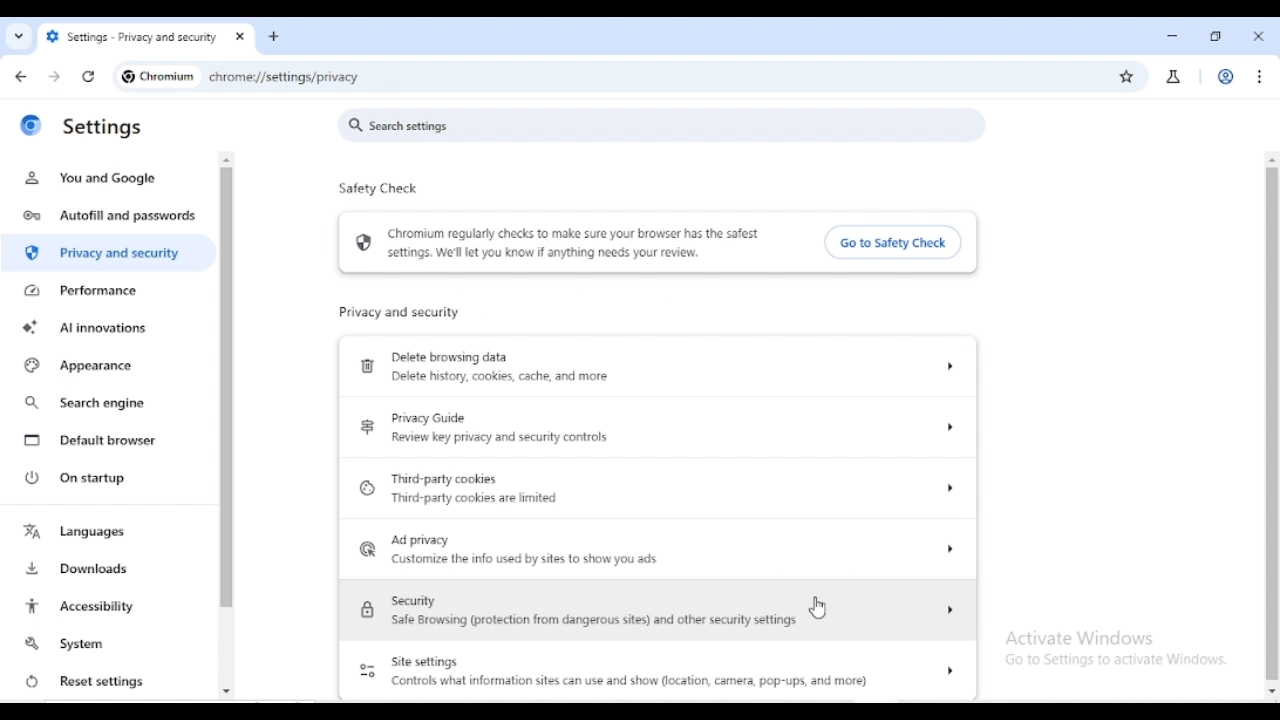 Settings - Privacy and security
Chromium
chrome://settings/privacy
Settings
Search settings
You and Google
Autofill and passwords
Privacy and security
Performance
AI innovations
Appearance
Search engine
Default browser
On startup
Languages
Downloads
Accessibility
System
Reset settings
Safety Check
Chromium regularly checks to make sure your browser has the safest
settings. We'll let you know if anything needs your review.
Go to Safety Check
Privacy and security
Delete browsing data
Delete history, cookies, cache, and more
Privacy Guide
Review key privacy and security controls
Third-party cookies
Third-party cookies are limited
Ad privacy
Customize the info used by sites to show you ads
Security
Safe Browsing (protection from dangerous sites) and other security settings
Site settings
Controls what information sites can use and show (location, camera, pop-ups, and more)
Activate Windows
Go to Settings to activate Windows.